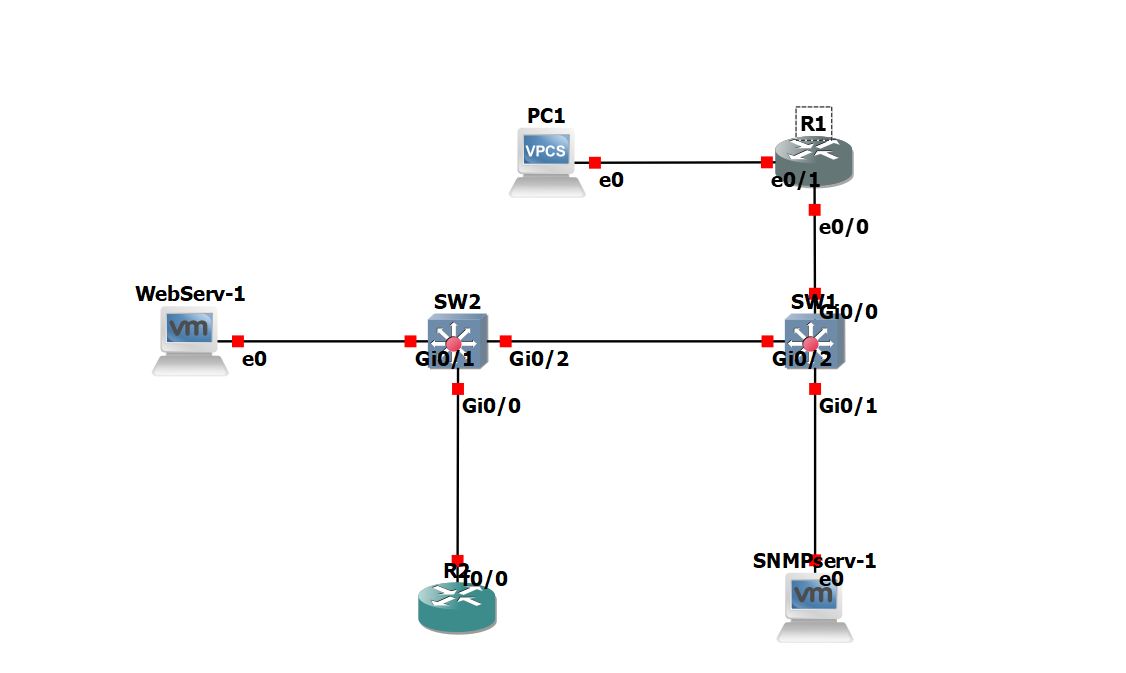 PC1
R1
VPCS
e0
e0/1
e0/0
WebServ-1
SW2
SW1
Gi0/0
vm
e0
Gi0/1
Gi0/2
Gi0/2
Gi0/0
Gi0/1
R2
f0/0
SNMPserv-1
e0
vm